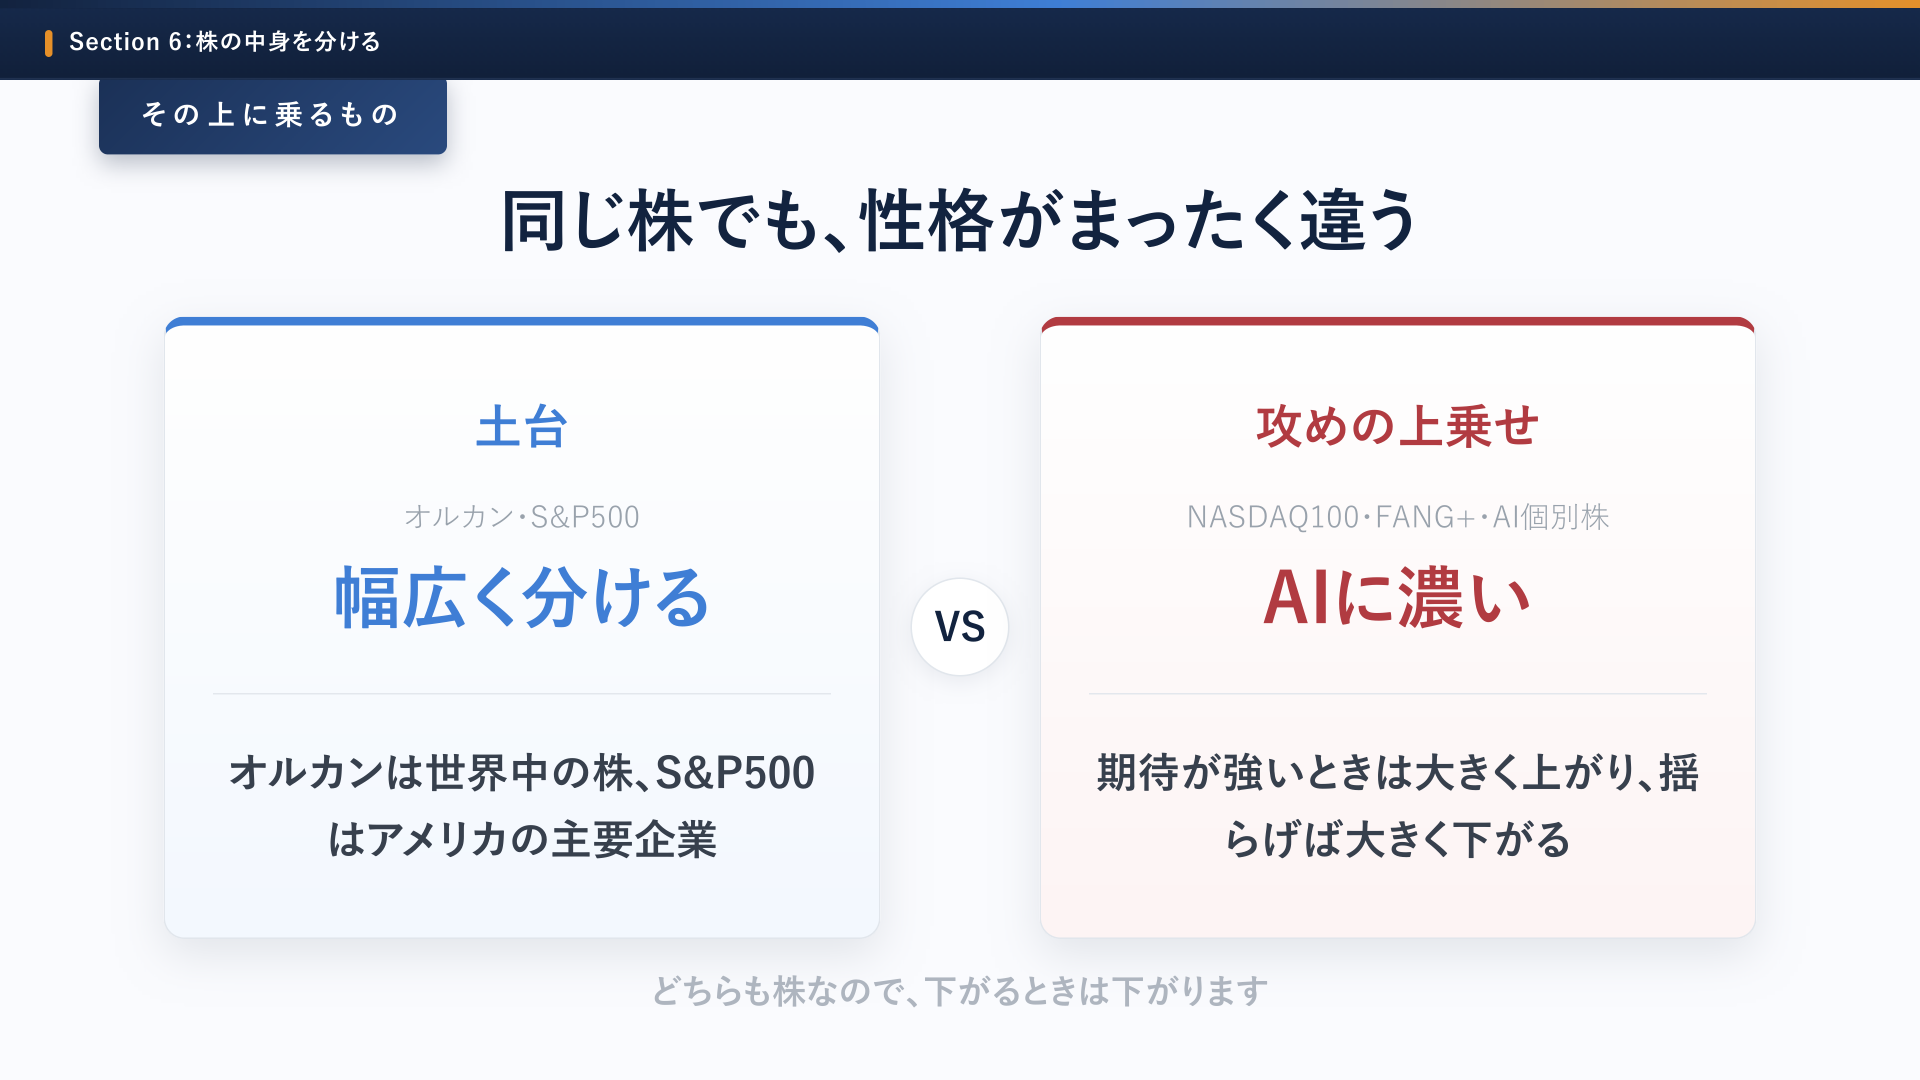 Section 6：株の中身を分ける
その上に乗るもの
同じ株でも、性格がまったく違う
土台
オルカン・S&P500
幅広く分ける
オルカンは世界中の株、S&P500
はアメリカの主要企業
VS
攻めの上乗せ
NASDAQ100・FANG+・AI個別株
AIに濃い
期待が強いときは大きく上がり、揺
らげば大きく下がる
どちらも株なので、下がるときは下がります